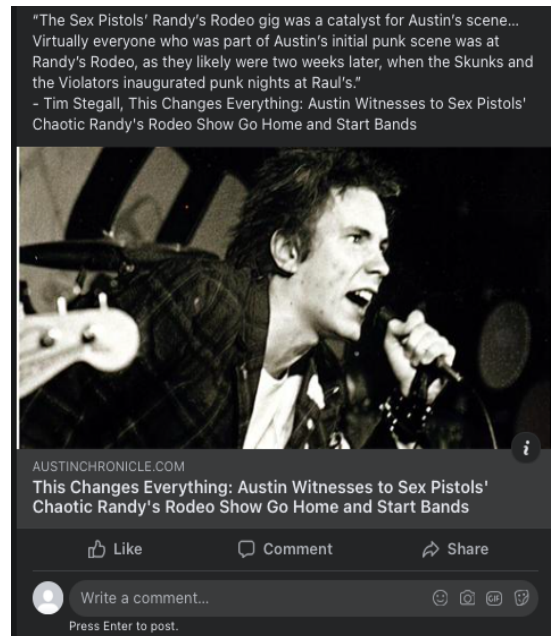 “The Sex Pistols’ Randy’s Rodeo gig was a catalyst for Austin’s scene...
Virtually everyone who was part of Austin’s initial punk scene was at
Randy’s Rodeo, as they likely were two weeks later, when the Skunks and
the Violators inaugurated punk nights at Raul’s.”
- Tim Stegall, This Changes Everything: Austin Witnesses to Sex Pistols'
Chaotic Randy's Rodeo Show Go Home and Start Bands
i
AUSTINCHRONICLE.COM
This Changes Everything: Austin Witnesses to Sex Pistols'
Chaotic Randy's Rodeo Show Go Home and Start Bands
Like Comment Share
Write a comment... GIF
Press Enter to post.